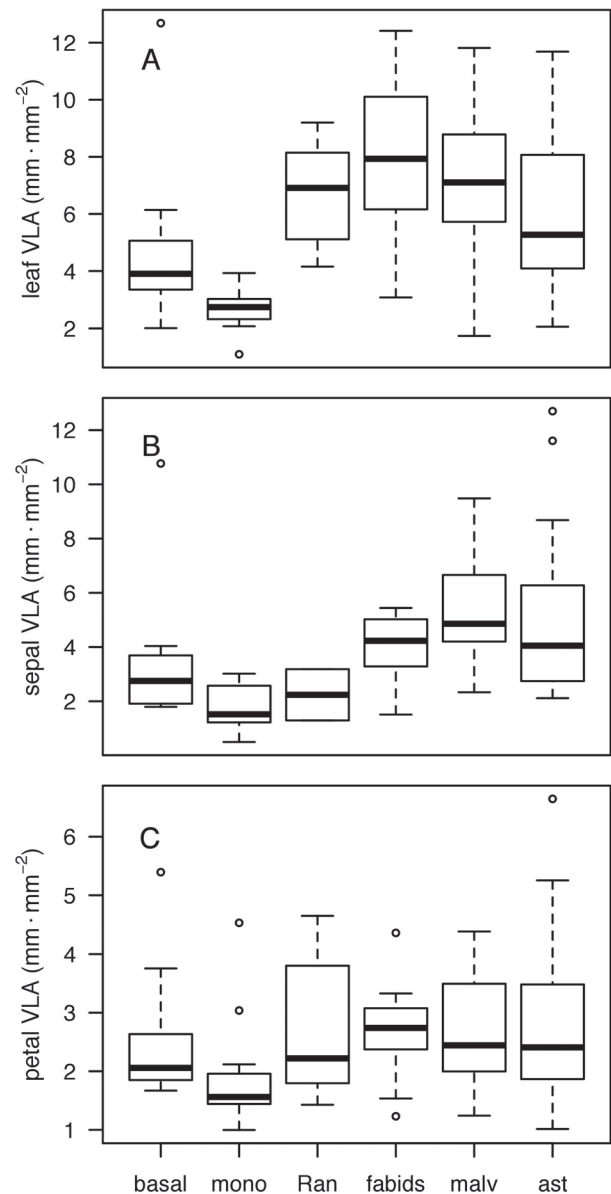 A
leaf VLA (mm · mm⁻²)
12
10
8
6
4
2
B
sepal VLA (mm · mm⁻²)
12
10
8
6
4
2
C
petal VLA (mm · mm⁻²)
6
5
4
3
2
1
basal mono Ran fabids malv ast